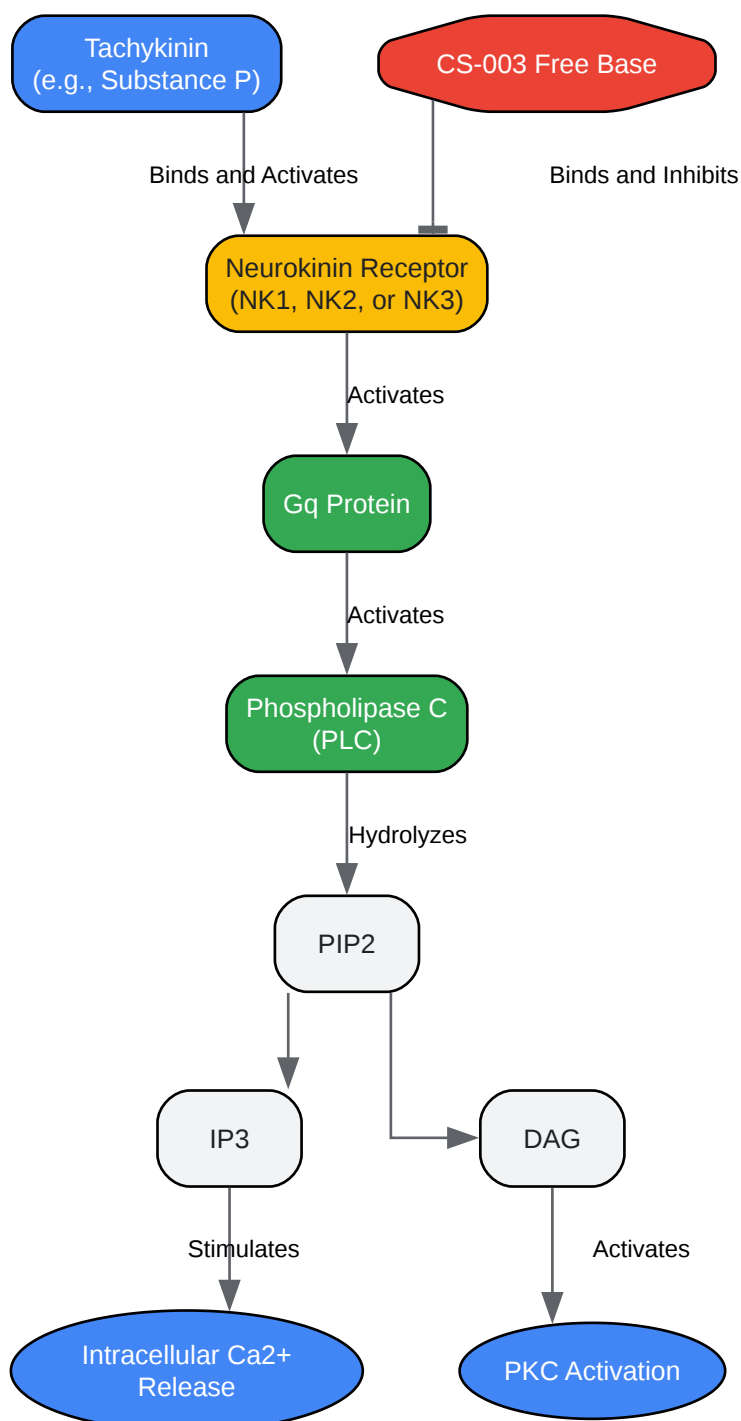 Tachykinin
(e.g., Substance P)
CS-003 Free Base
Binds and Activates
Binds and Inhibits
Neurokinin Receptor
(NK1, NK2, or NK3)
Activates
Gq Protein
Activates
Phospholipase C
(PLC)
Hydrolyzes
PIP2
IP3
DAG
Stimulates
Activates
Intracellular Ca2+
Release
PKC Activation